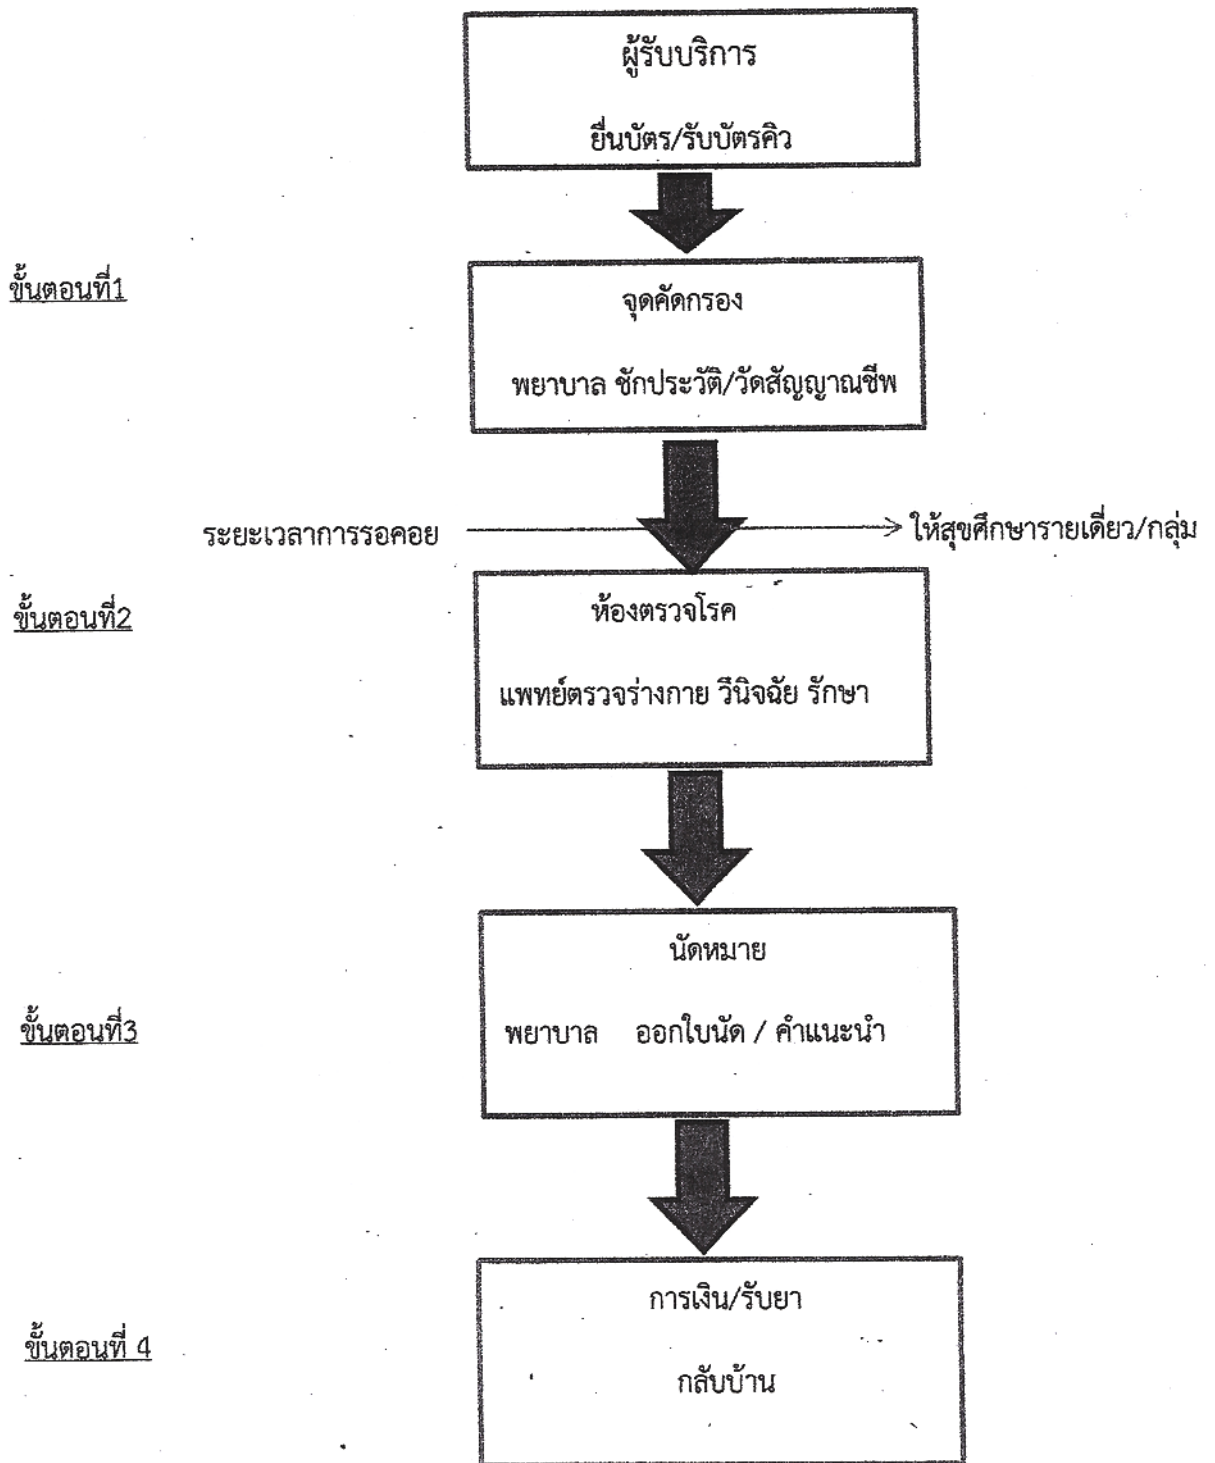 ผู้รับบริการ
ยื่นบัตร/รับบัตรคิว
ขั้นตอนที่1
จุดคัดกรอง
พยาบาล ซักประวัติ/วัดสัญญาณชีพ
ระยะเวลาการรอคอย
ให้สุขศึกษารายเดี่ยว/กลุ่ม
ขั้นตอนที่2
ห้องตรวจโรค
แพทย์ตรวจร่างกาย วินิจฉัย รักษา
นัดหมาย
ขั้นตอนที่3
พยาบาล ออกใบนัด / คำแนะนำ
การเงิน/รับยา
ขั้นตอนที่ 4
กลับบ้าน